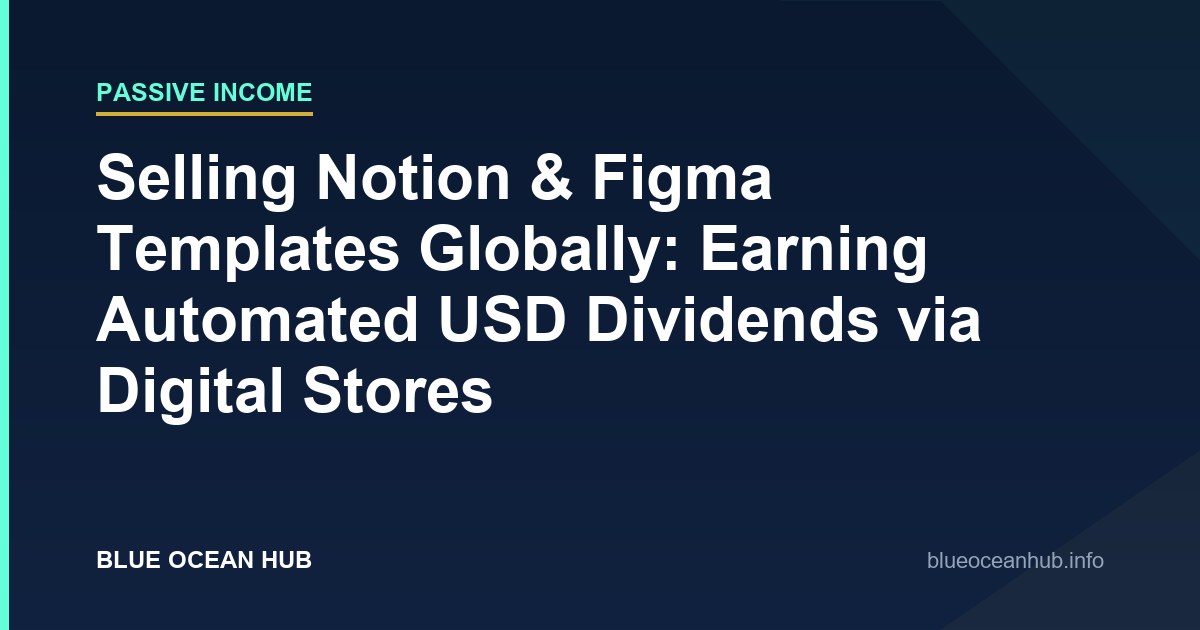 PASSIVE INCOME
Selling Notion & Figma
Templates Globally: Earning
Automated USD Dividends via
Digital Stores
BLUE OCEAN HUB
blueoceanhub.info